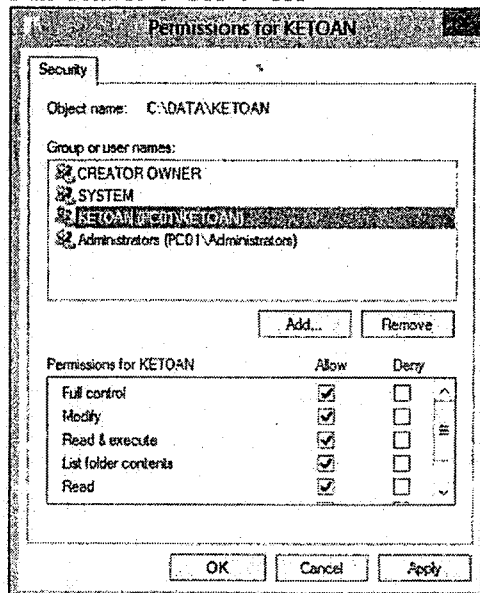 Permissions for KETOAN
Security
Object name: C:\DATA\KETOAN
Group or user names:
CREATOR OWNER
SYSTEM
KETOAN (PC01\KETOAN)
Administrators (PC01\Administrators)
Add... Remove
Permissions for KETOAN Allow Deny
Full control
Modify
Read & execute
List folder contents
Read
OK Cancel Apply